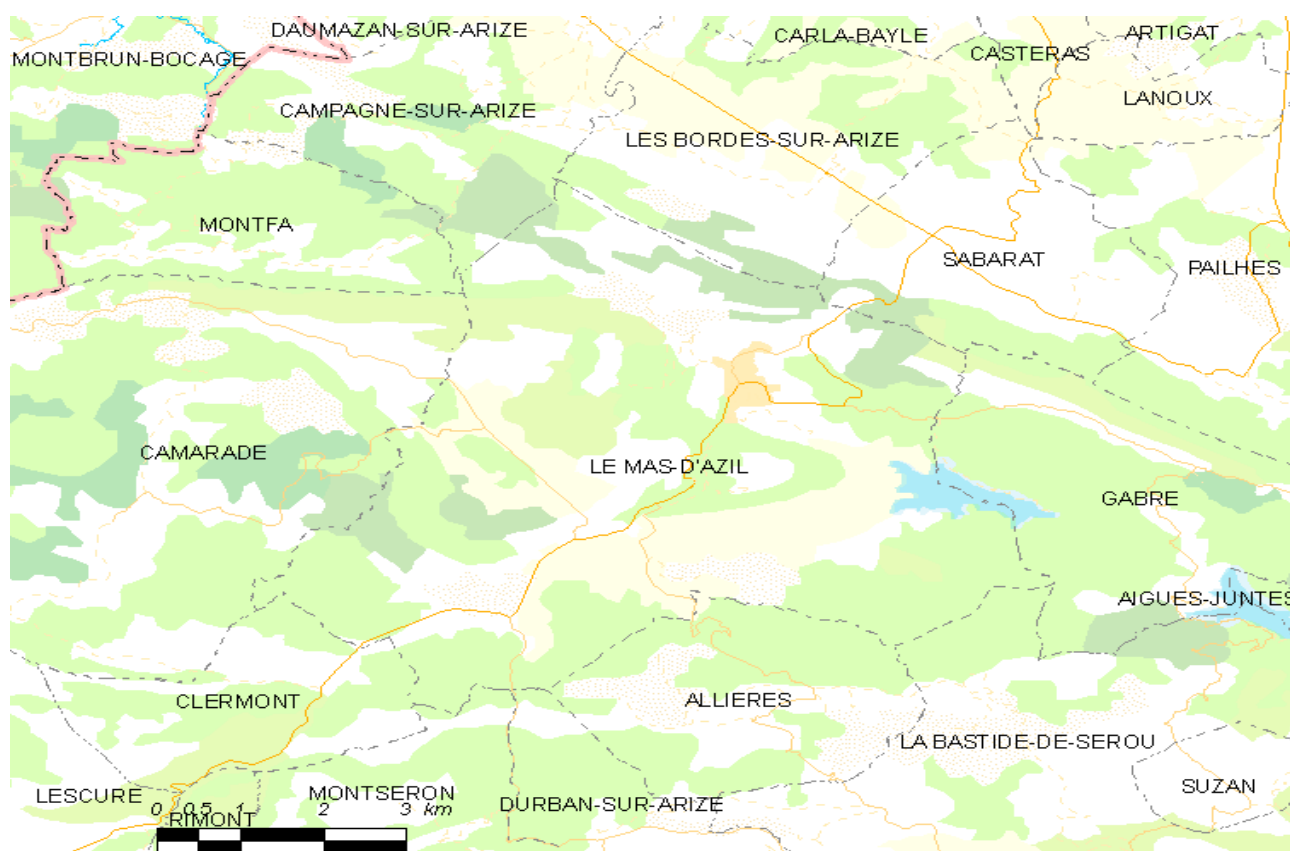 DAUMAZAN-SUR-ARIZE
CARLA-BAYLE
ARTIGAT
CASTERAS
MONTBRUN-BOCAGE
LANOUX
CAMPAGNE-SUR-ARIZE
LES BORDES-SUR-ARIZE
MONTFA
SABARAT
PAILHES
CAMARADE
LE MAS-D'AZIL
GABRE
AIGUES-JUNTES
CLERMONT
ALLIERES
LA BASTIDE-DE-SEROU
SUZAN
LESCURE
MONTSERON
DURBAN-SUR-ARIZE
0 0,5 1 2 3 km
RIMONT